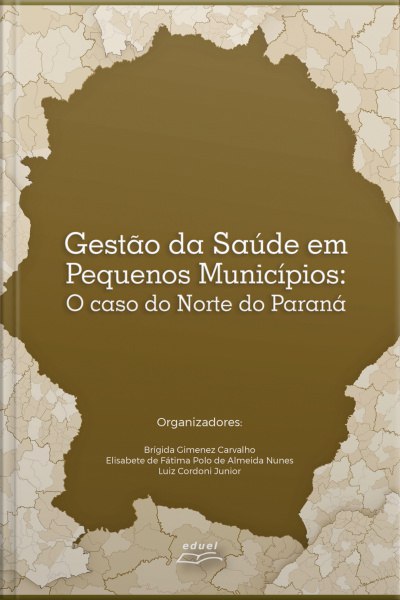 Gestão da Saúde em
Pequenos Municípios:
O caso do Norte do Paraná
Organizadores:
Brígida Gimenez Carvalho
Elisabete de Fátima Polo de Almeida Nunes
Luiz Cordoni Junior
eduel